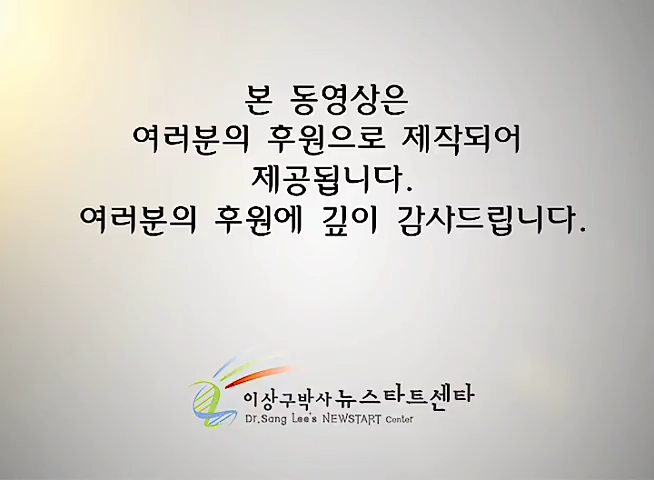 본 동영상은
여러분의 후원으로 제작되어
제공됩니다.
여러분의 후원에 깊이 감사드립니다.
이상구박사 뉴스타트센타
Dr.Sang Lee's NEWSTART Center